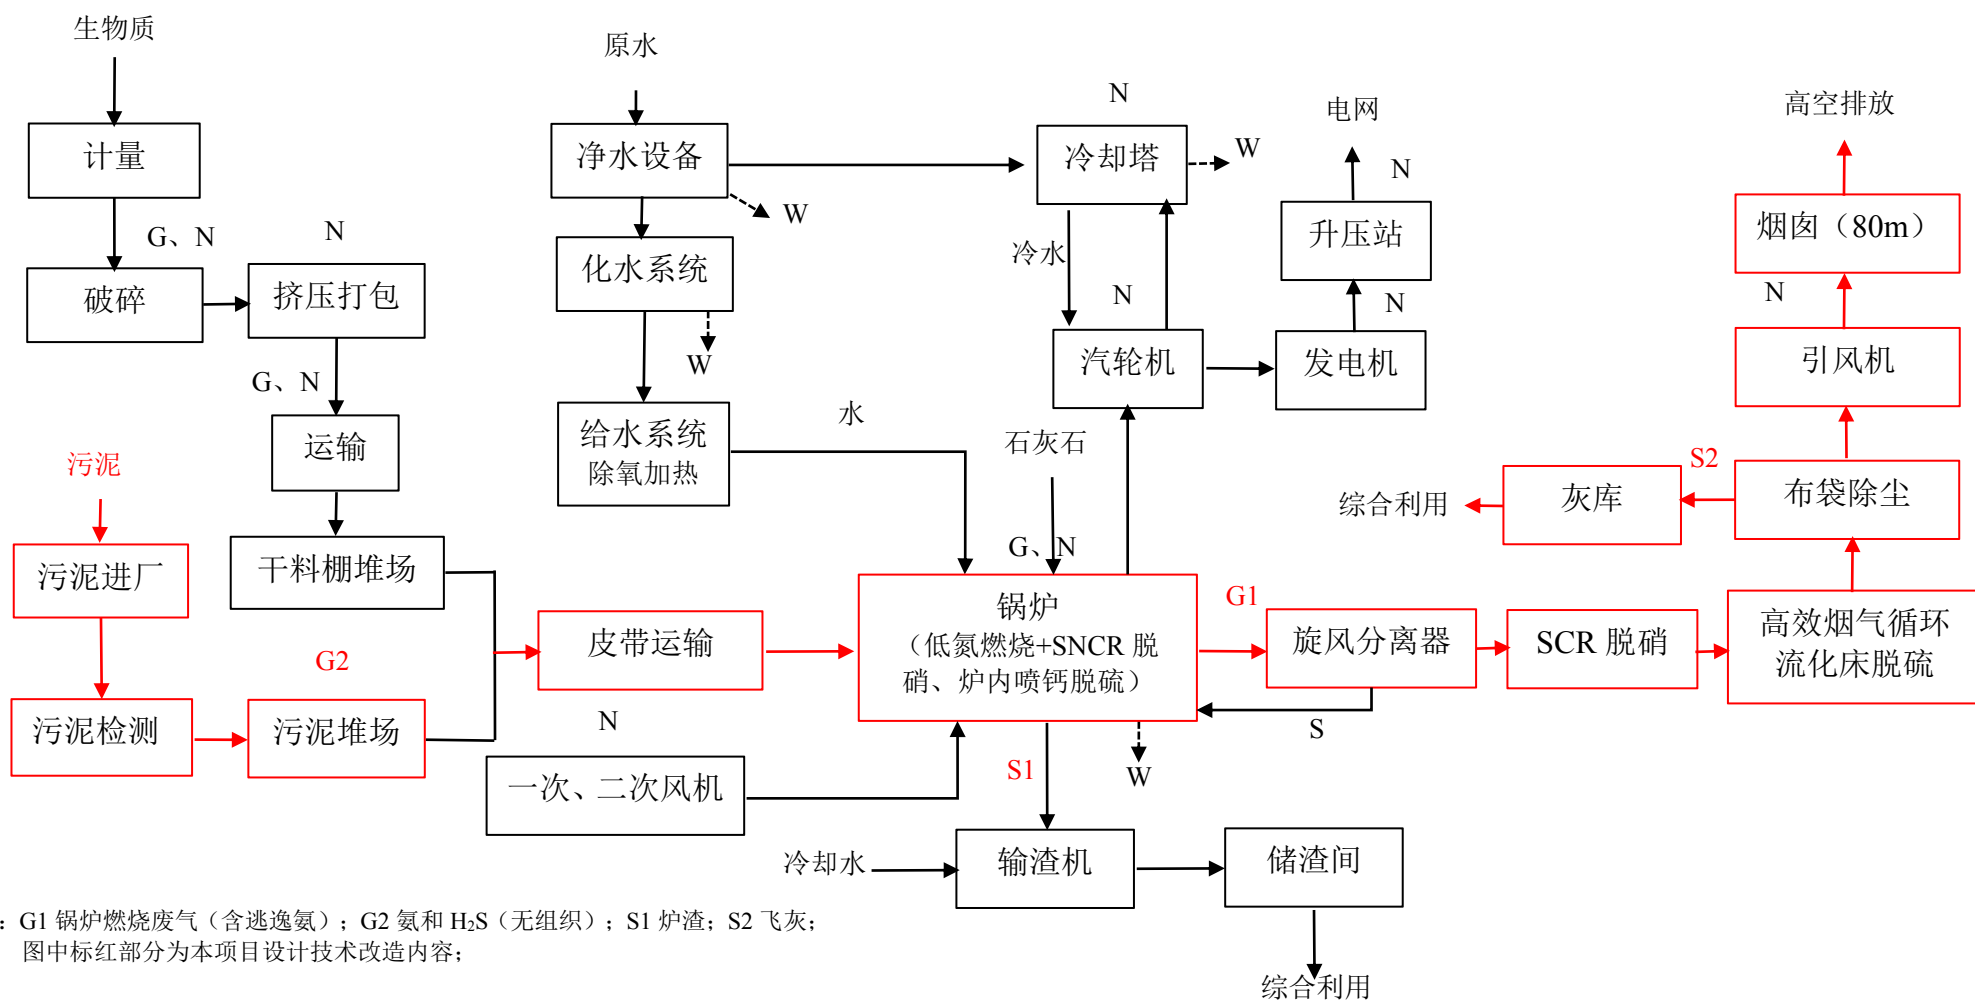 生物质
原水
N
电网
高空排放
计量
净水设备
冷却塔
W
N
W
烟囱（80m）
G、N
N
升压站
冷水
化水系统
破碎
挤压打包
N
N
N
W
汽轮机
发电机
引风机
G、N
水
给水系统
除氧加热
石灰石
运输
污泥
S2
综合利用
灰库
布袋除尘
G、N
污泥进厂
干料棚堆场
锅炉
（低氮燃烧+SNCR 脱
硝、炉内喷钙脱硫）
G1
皮带运输
旋风分离器
SCR 脱硝
高效烟气循环
流化床脱硫
G2
N
污泥检测
污泥堆场
S
S1
W
一次、二次风机
冷却水
输渣机
储渣间
：G1 锅炉燃烧废气（含逃逸氨）；G2 氨和 H₂S（无组织）；S1 炉渣；S2 飞灰；
图中标红部分为本项目设计技术改造内容；
综合利用